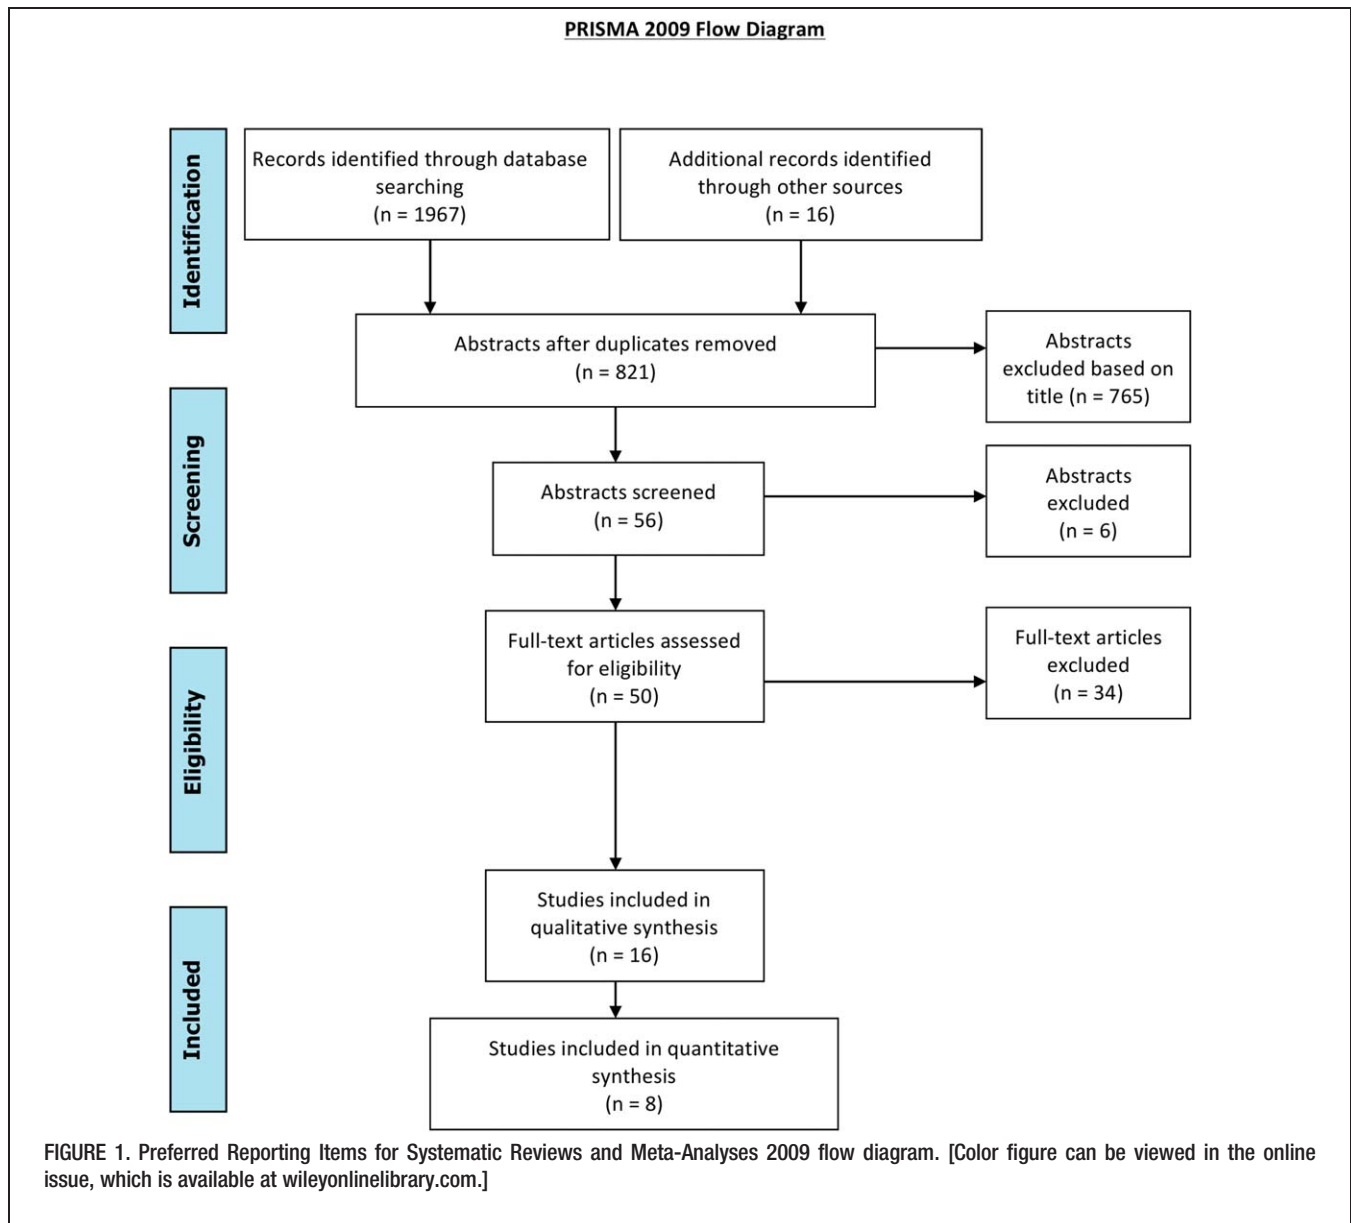 PRISMA 2009 Flow Diagram
Identification
Records identified through database
searching
(n = 1967)
Additional records identified
through other sources
(n = 16)
Abstracts after duplicates removed
(n = 821)
Abstracts
excluded based on
title (n = 765)
Screening
Abstracts screened
(n = 56)
Abstracts
excluded
(n = 6)
Eligibility
Full-text articles assessed
for eligibility
(n = 50)
Full-text articles
excluded
(n = 34)
Included
Studies included in
qualitative synthesis
(n = 16)
Studies included in quantitative
synthesis
(n = 8)
FIGURE 1. Preferred Reporting Items for Systematic Reviews and Meta-Analyses 2009 flow diagram. [Color figure can be viewed in the online
issue, which is available at wileyonlinelibrary.com.]